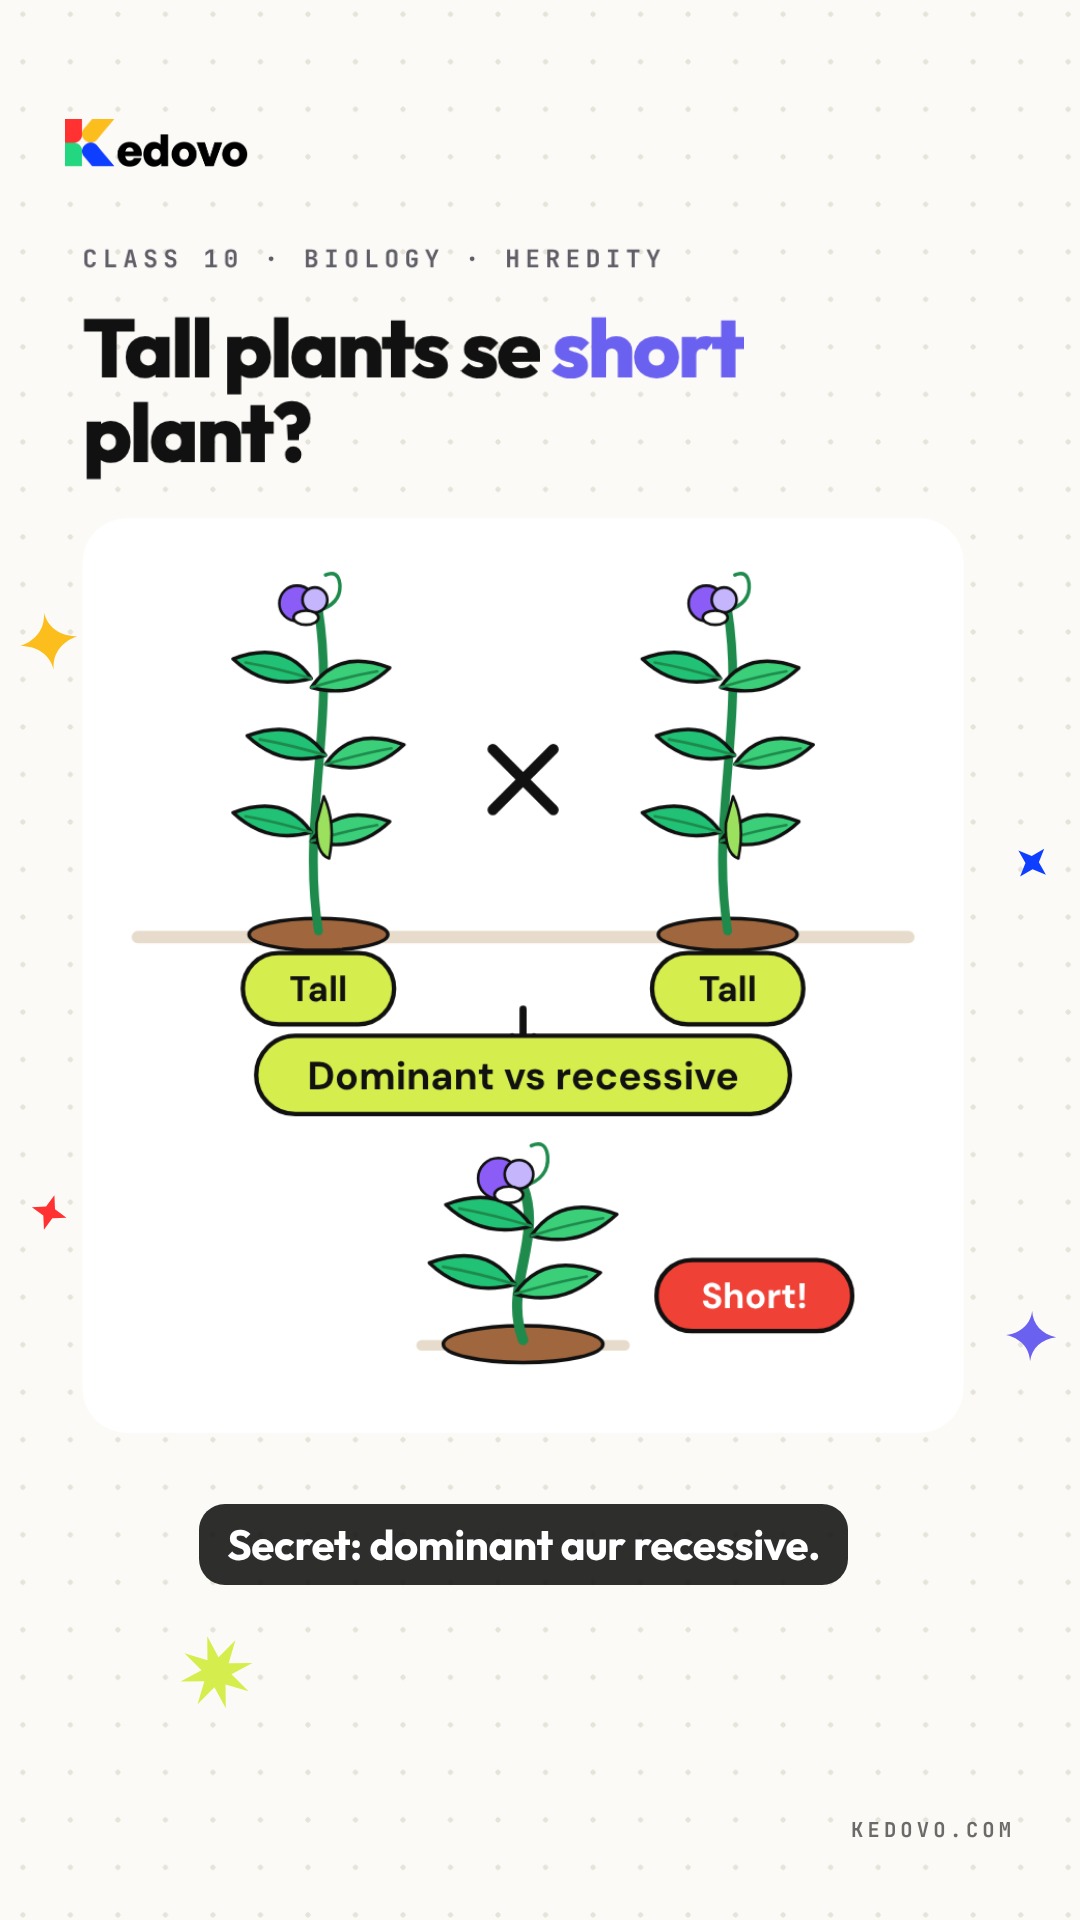 Kedovo
CLASS 10 · BIOLOGY · HEREDITY
Tall plants se short
plant?
Tall
Tall
Dominant vs recessive
Short!
Secret: dominant aur recessive.
KEDOVO.COM